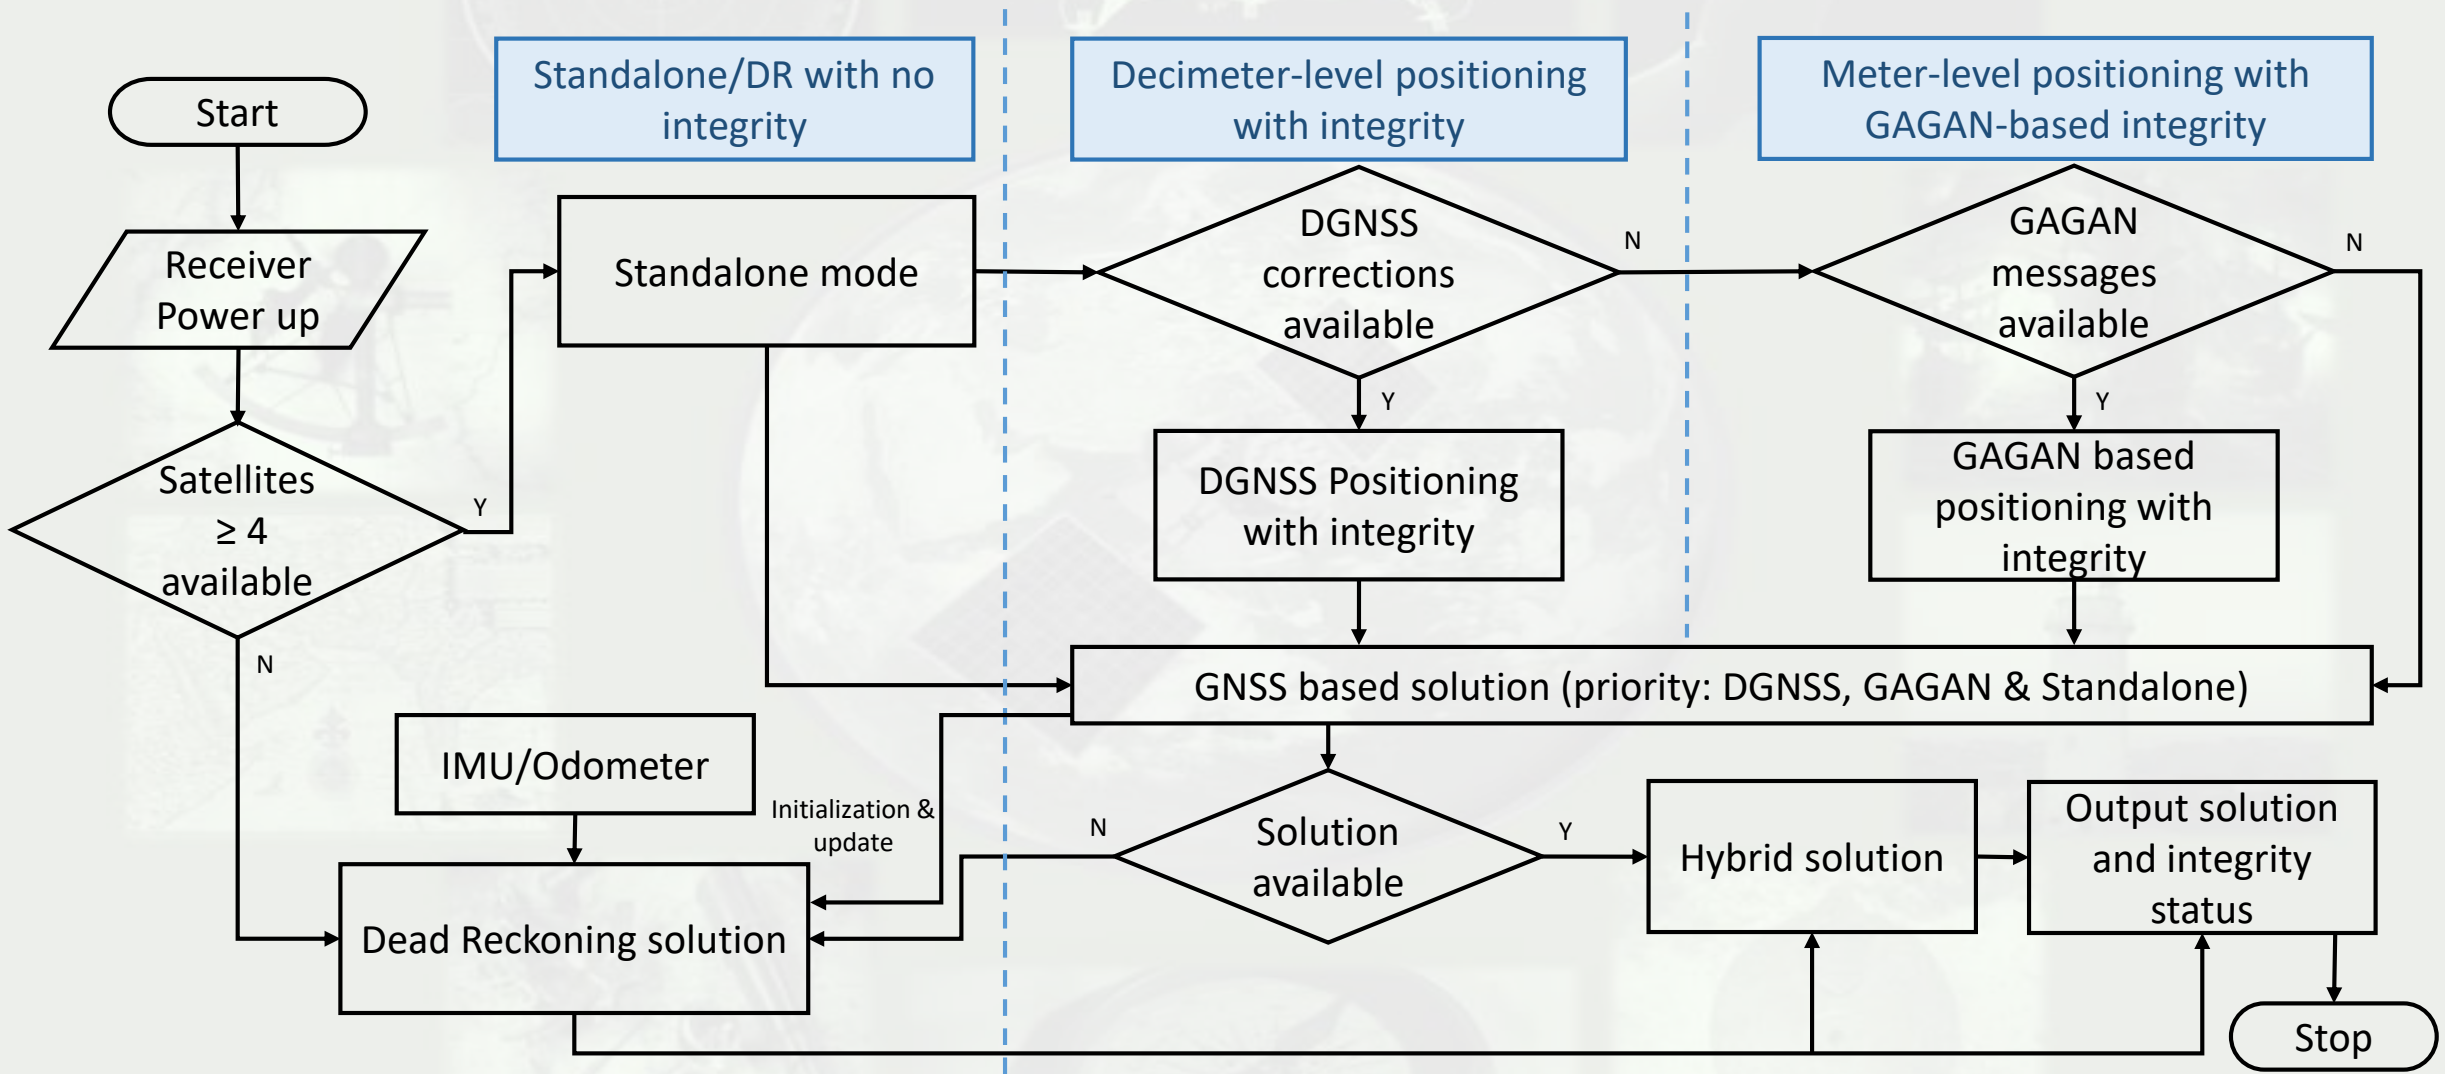 Standalone/DR with no
integrity
Decimeter-level positioning
with integrity
Meter-level positioning with
GAGAN-based integrity
Start
Receiver
Power up
Satellites
≥ 4
available
Y
N
Standalone mode
DGNSS
corrections
available
N
Y
GAGAN
messages
available
N
Y
DGNSS Positioning
with integrity
GAGAN based
positioning with
integrity
GNSS based solution (priority: DGNSS, GAGAN & Standalone)
IMU/Odometer
Initialization &
update
Dead Reckoning solution
N
Solution
available
Y
Hybrid solution
Output solution
and integrity
status
Stop